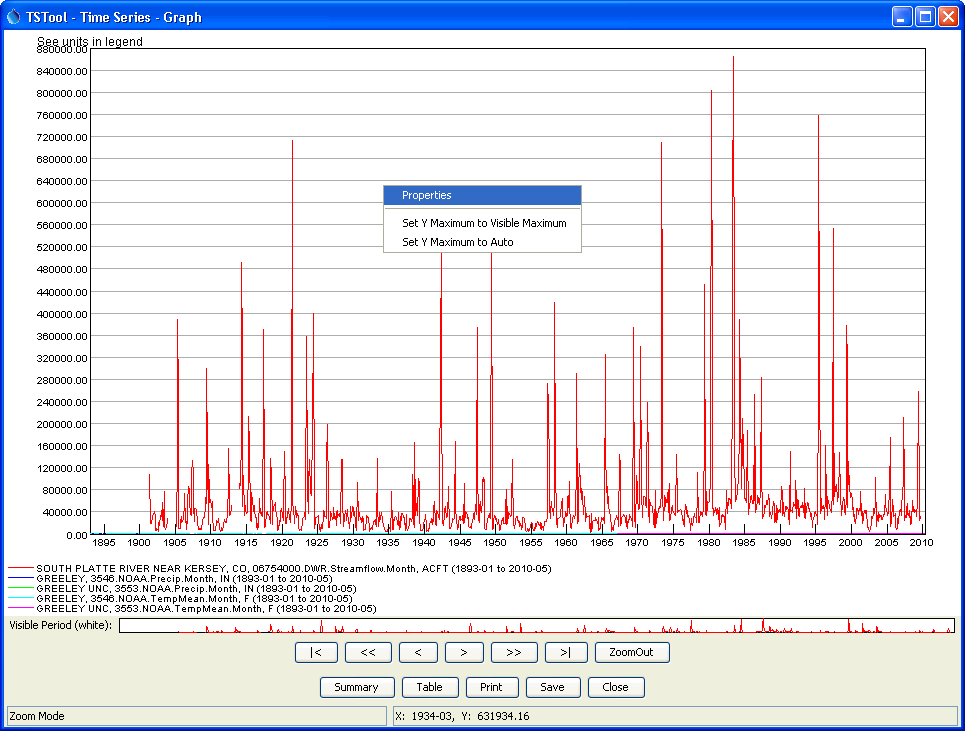 TSTool - Time Series - Graph
See units in legend
880000.00
840000.00
800000.00
760000.00
720000.00
680000.00
640000.00
600000.00
560000.00
520000.00
480000.00
440000.00
400000.00
360000.00
320000.00
280000.00
240000.00
200000.00
160000.00
120000.00
80000.00
40000.00
0.00
Properties
Set Y Maximum to Visible Maximum
Set Y Maximum to Auto
1895 1900 1905 1910 1915 1920 1925 1930 1935 1940 1945 1950 1955 1960 1965 1970 1975 1980 1985 1990 1995 2000 2005 2010
SOUTH PLATTE RIVER NEAR KERSEY, CO, 06754000.DWR.Streamflow.Month, ACFT (1893-01 to 2010-05)
GREELEY, 3546.NOAA.Precip.Month, IN (1893-01 to 2010-05)
GREELEY UNC, 3553.NOAA.Precip.Month, IN (1893-01 to 2010-05)
GREELEY, 3546.NOAA.TempMean.Month, F (1893-01 to 2010-05)
GREELEY UNC, 3553.NOAA.TempMean.Month, F (1893-01 to 2010-05)
Visible Period (white):
|< << < > >> >| ZoomOut
Summary Table Print Save Close
Zoom Mode X: 1934-03, Y: 631934.16